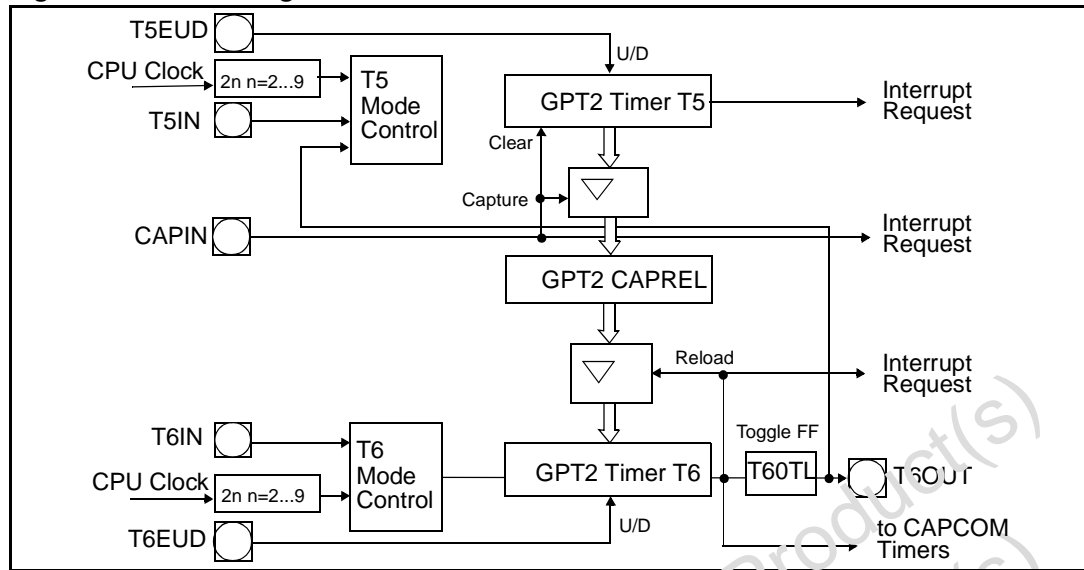 T5EUD
CPU Clock
2n n=2...9
T5IN
T5
Mode
Control
U/D
GPT2 Timer T5
Interrupt
Request
Clear
Capture
CAPIN
Interrupt
Request
GPT2 CAPREL
Reload
Interrupt
Request
T6IN
CPU Clock
2n n=2...9
T6EUD
T6
Mode
Control
GPT2 Timer T6
U/D
Toggle FF
T60TL
T6OUT
to CAPCOM
Timers
Product(s)